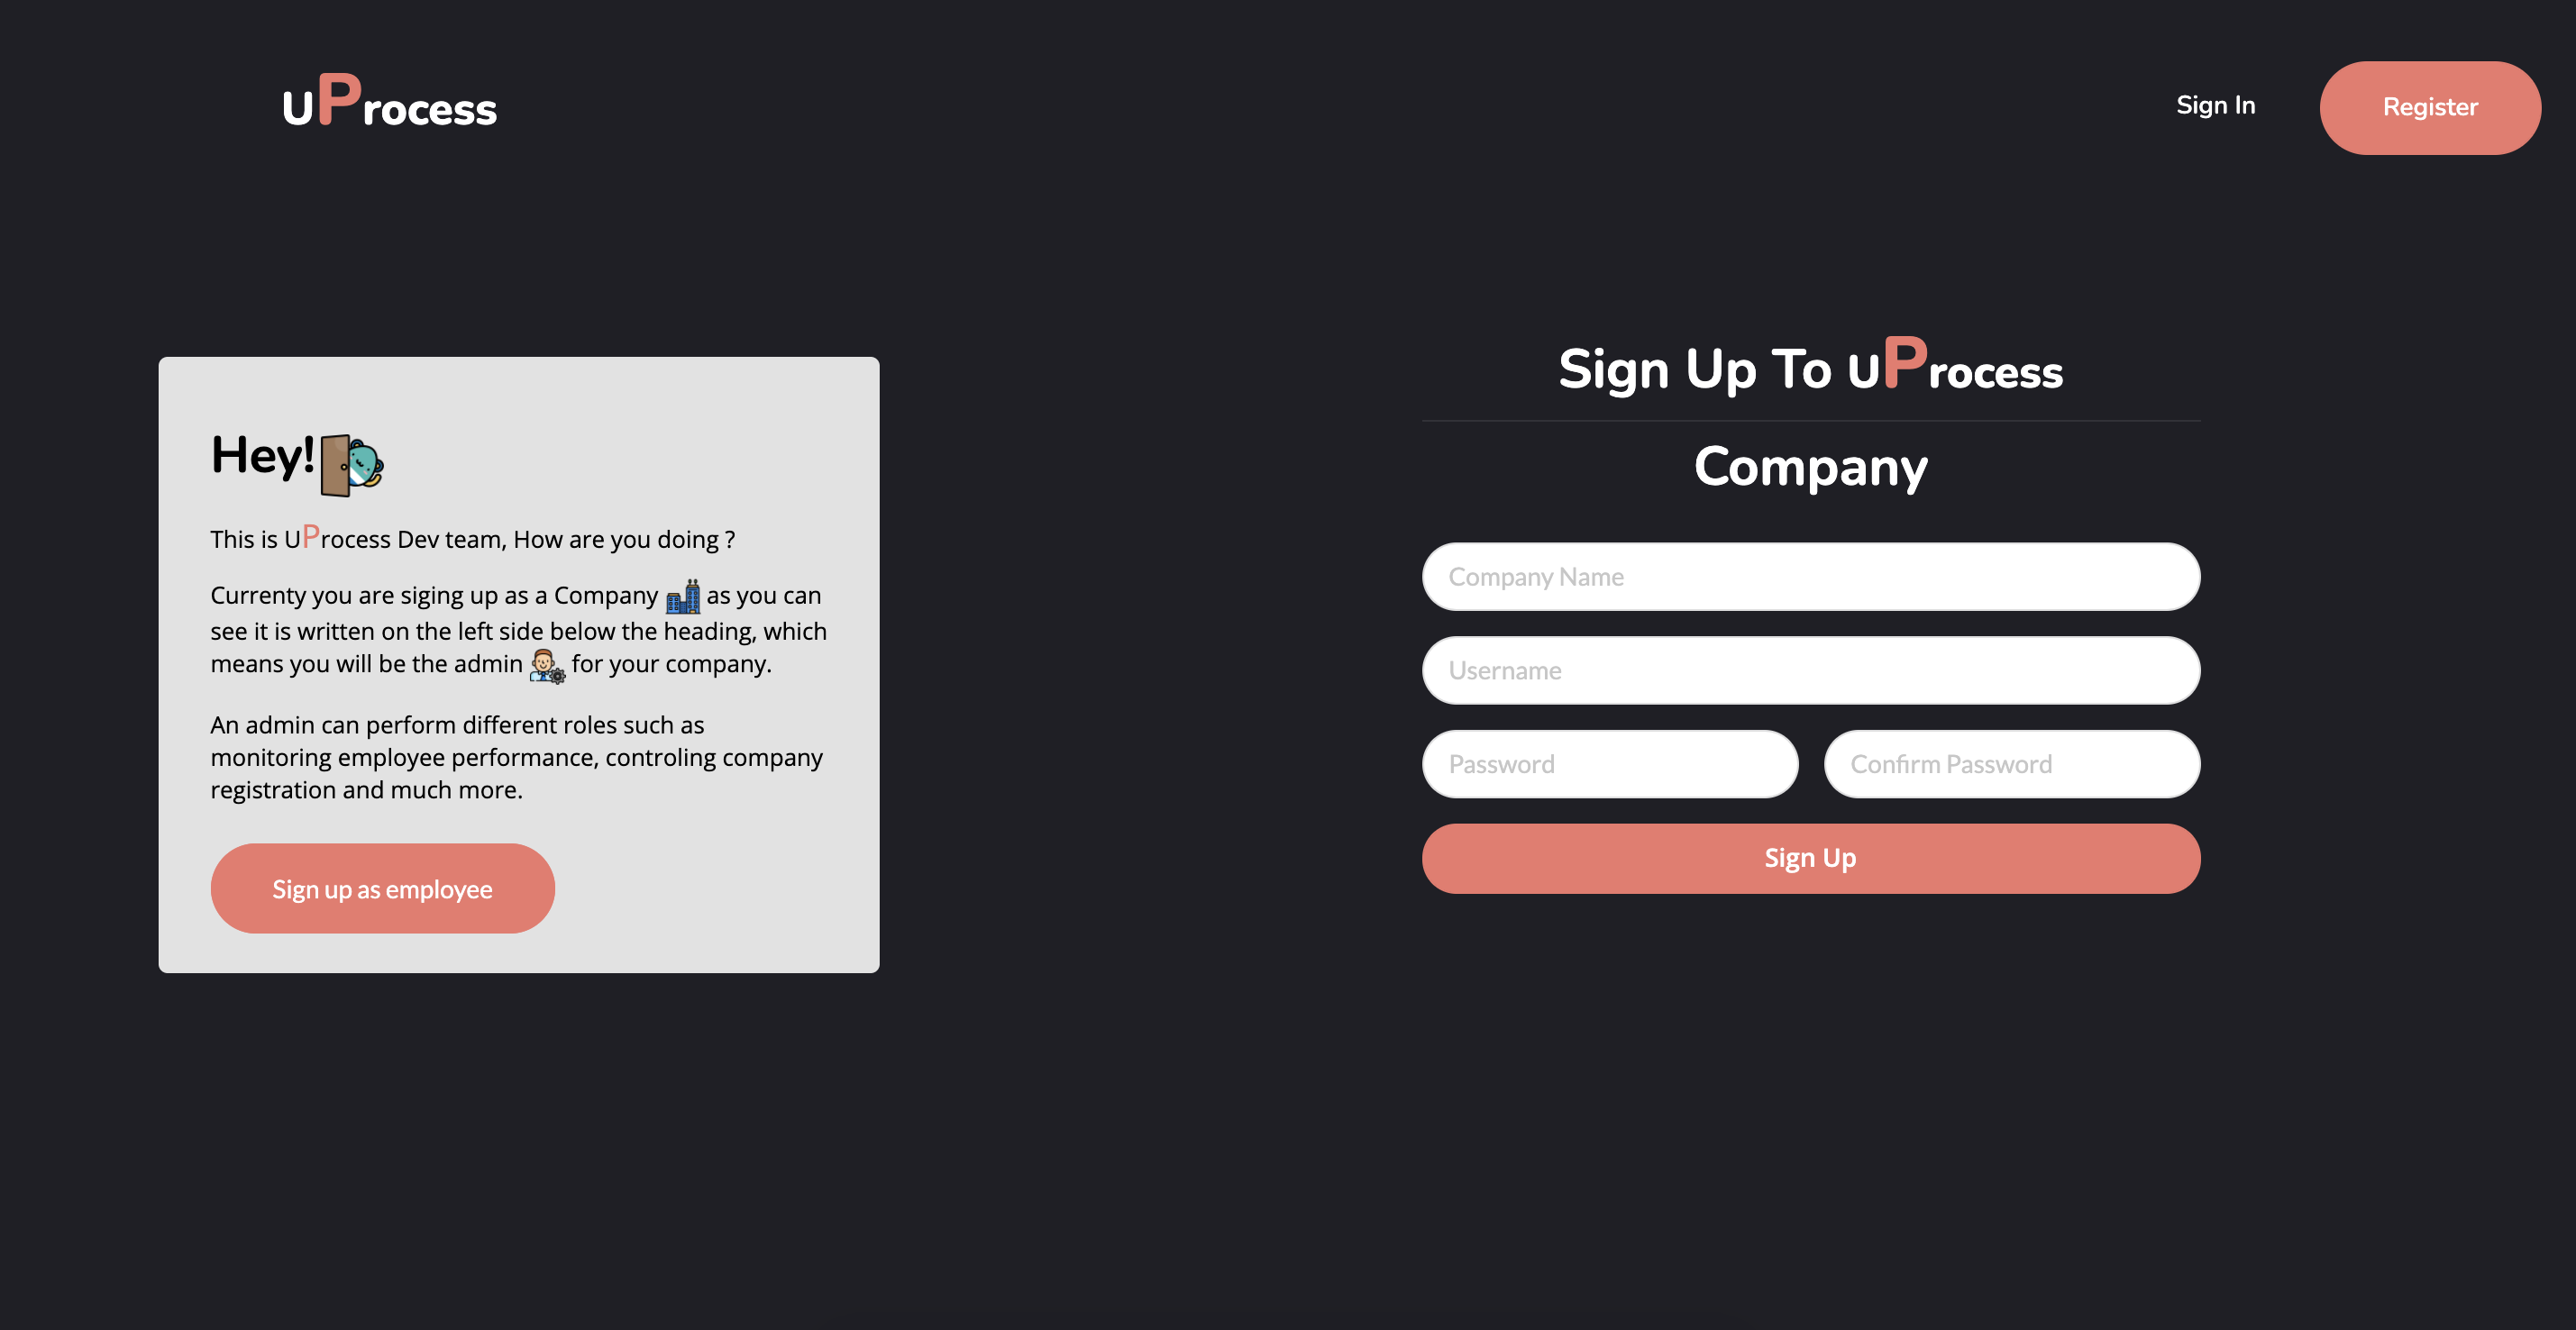 UProcess
Sign In
Register
Hey!
This is UProcess Dev team, How are you doing ?
Currenty you are siging up as a Company as you can
see it is written on the left side below the heading, which
means you will be the admin for your company.
An admin can perform different roles such as
monitoring employee performance, controling company
registration and much more.
Sign up as employee
Sign Up To UProcess
Company
Company Name
Username
Password
Confirm Password
Sign Up